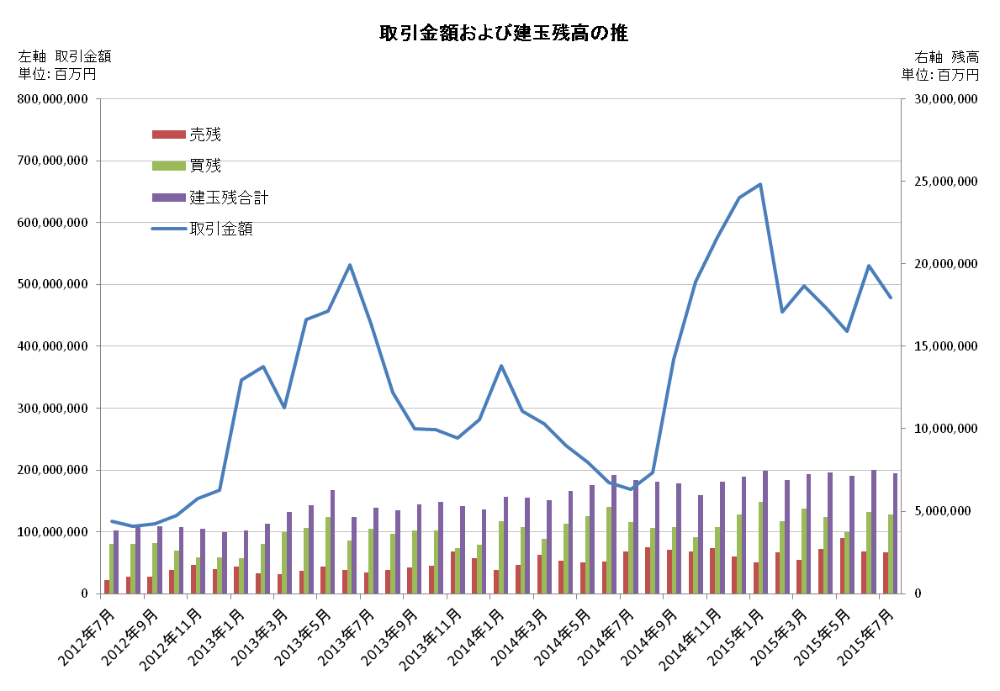 取引金額および建玉残高の推
左軸 取引金額
単位: 百万円
右軸 残高
単位: 百万円
800,000,000
700,000,000
600,000,000
500,000,000
400,000,000
300,000,000
200,000,000
100,000,000
0
売残
買残
建玉残合計
取引金額
30,000,000
25,000,000
20,000,000
15,000,000
10,000,000
5,000,000
0
2012年7月
2012年9月
2012年11月
2013年1月
2013年3月
2013年5月
2013年7月
2013年9月
2013年11月
2014年1月
2014年3月
2014年5月
2014年7月
2014年9月
2014年11月
2015年1月
2015年3月
2015年5月
2015年7月